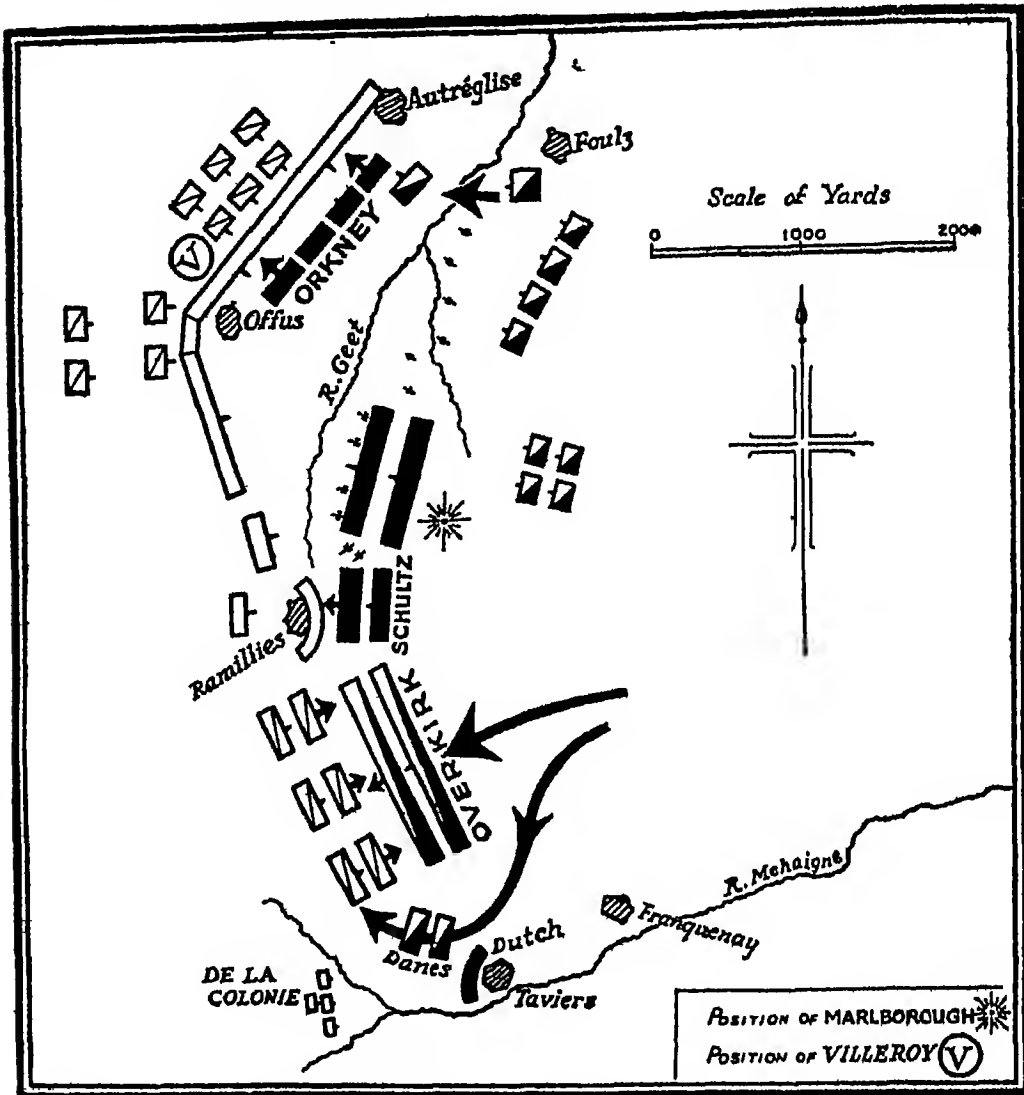 Autréglise
Foulz
Scale of Yards
0 1000 2000
V
ORKNEY
Offus
R. Geet
SCHULTZ
Ramillies
OVERKIRK
R. Mehaigne
Franquenay
Dutch
Danes
Taviers
DE LA
COLONIE
POSITION OF MARLBOROUGH
POSITION OF VILLEROY V